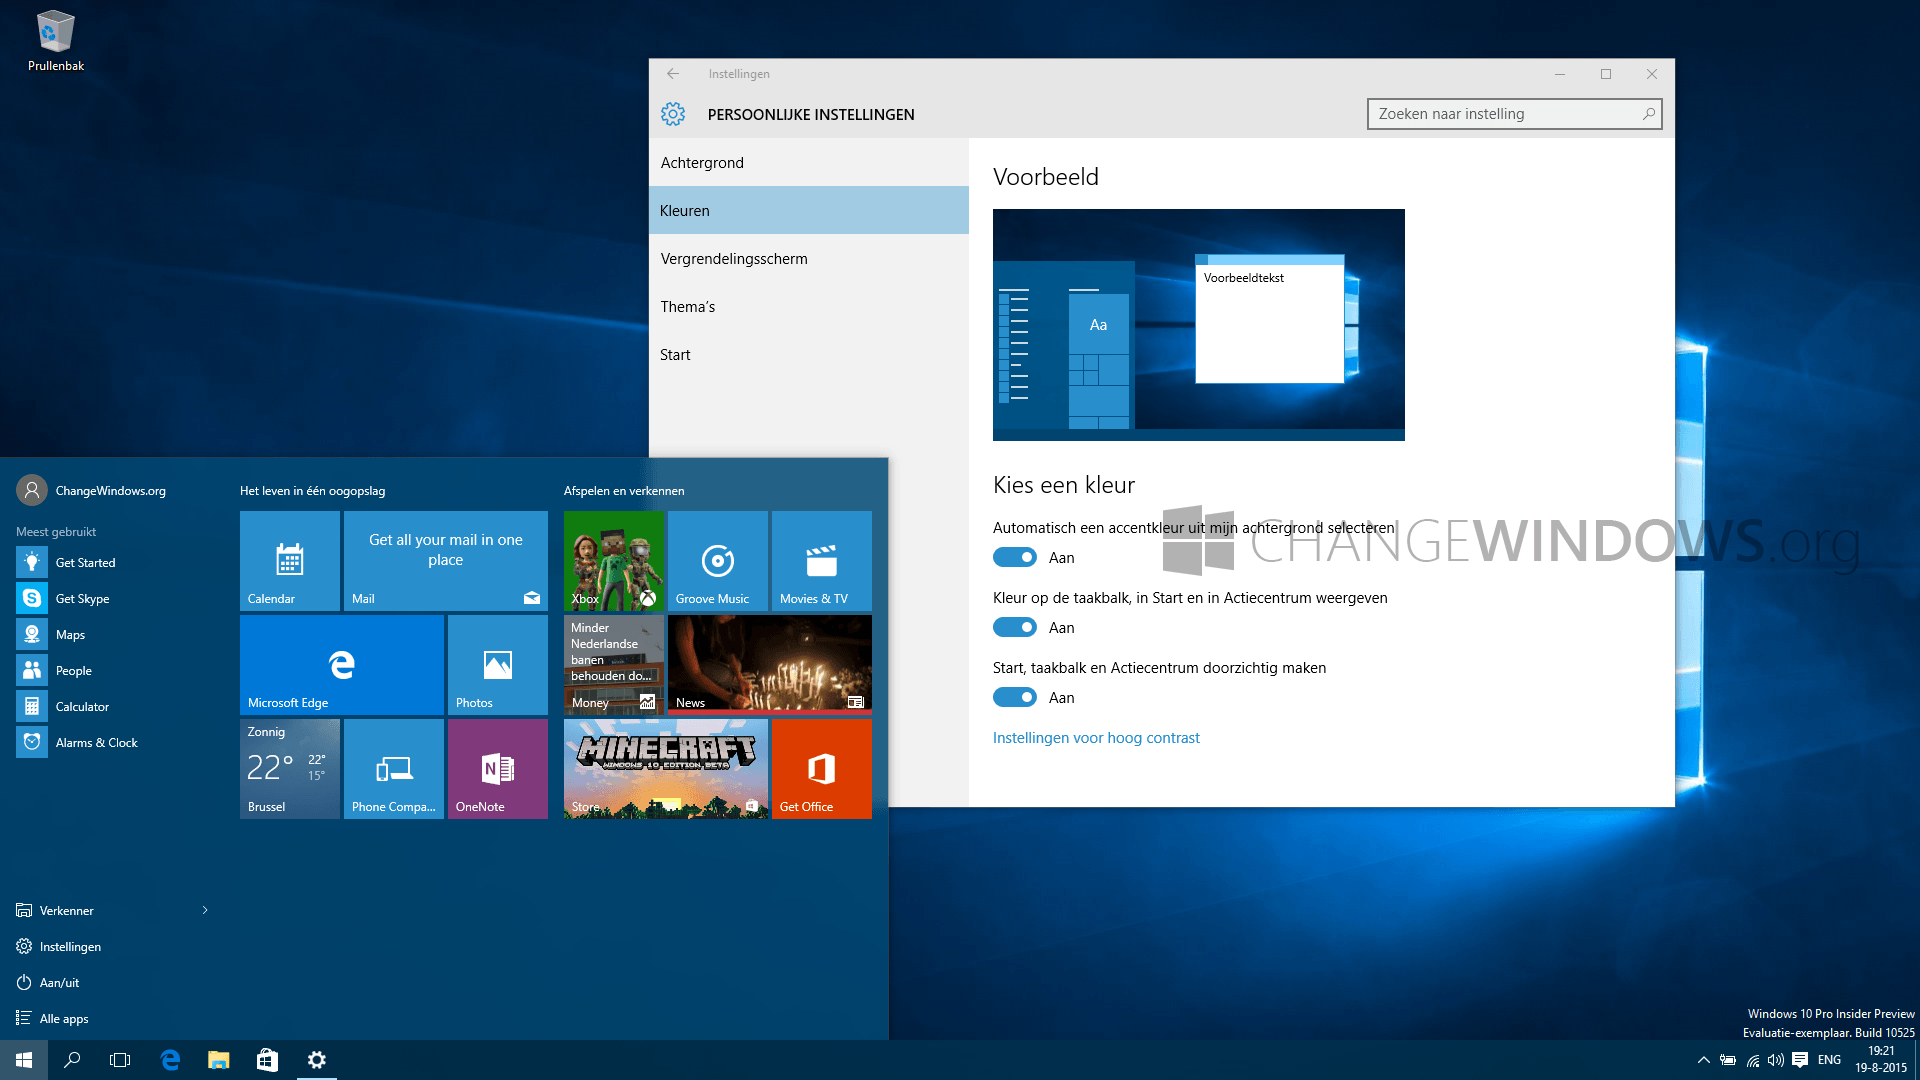 Prullenbak
Instellingen
PERSOONLIJKE INSTELLINGEN
Zoeken naar instelling
Achtergrond
Kleuren
Vergrendelingsscherm
Thema's
Start
Voorbeeld
Voorbeeldtekst
Aa
Kies een kleur
Automatisch een accentkleur uit mijn achtergrond selecteren
Aan
Kleur op de taakbalk, in Start en in Actiecentrum weergeven
Aan
Start, taakbalk en Actiecentrum doorzichtig maken
Aan
Instellingen voor hoog contrast
CHANGEWINDOWS.org
ChangeWindows.org
Meest gebruikt
Get Started
Get Skype
Maps
People
Calculator
Alarms & Clock
Verkenner
Instellingen
Aan/uit
Alle apps
Het leven in één oogopslag
Calendar
Get all your mail in one
place
Mail
Microsoft Edge
Photos
Zonnig
22°
22°
15°
Brussel
Phone Compa...
OneNote
Afspelen en verkennen
Xbox
Groove Music
Movies & TV
Minder
Nederlandse
banen
behouden do...
Money
News
MINECRAFT
WINDOWS 10 EDITION BETA
Store
Get Office
Windows 10 Pro Insider Preview
Evaluatie-exemplaar. Build 10525
ENG
19:21
19-8-2015